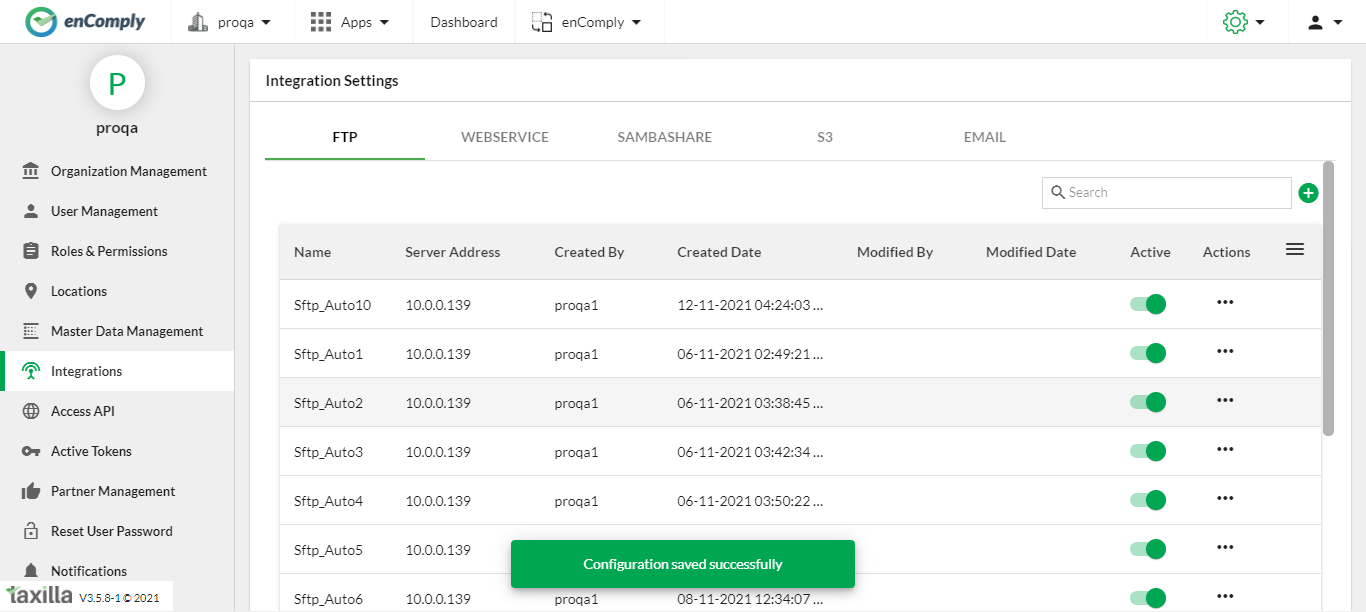 enComply proqa Apps Dashboard enComply
P
proqa
Organization Management
User Management
Roles & Permissions
Locations
Master Data Management
Integrations
Access API
Active Tokens
Partner Management
Reset User Password
Notifications
taxilla V3.5.8-1 © 2021
Integration Settings
FTP WEBSERVICE SAMBASHARE S3 EMAIL
Search
Name Server Address Created By Created Date Modified By Modified Date Active Actions
Sftp_Auto10 10.0.0.139 proqa1 12-11-2021 04:24:03 ...
Sftp_Auto1 10.0.0.139 proqa1 06-11-2021 02:49:21 ...
Sftp_Auto2 10.0.0.139 proqa1 06-11-2021 03:38:45 ...
Sftp_Auto3 10.0.0.139 proqa1 06-11-2021 03:42:34 ...
Sftp_Auto4 10.0.0.139 proqa1 06-11-2021 03:50:22 ...
Sftp_Auto5 10.0.0.139
Configuration saved successfully
Sftp_Auto6 10.0.0.139 proqa1 08-11-2021 12:34:07 ...